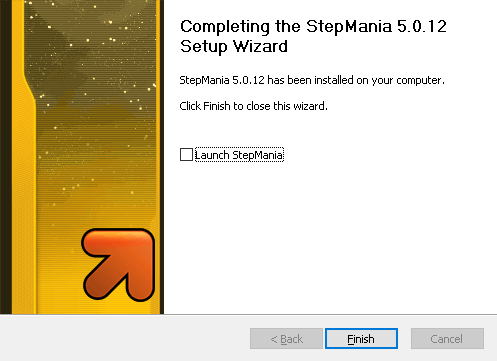 Completing the StepMania 5.0.12
Setup Wizard
StepMania 5.0.12 has been installed on your computer.
Click Finish to close this wizard.
Launch StepMania
< Back
Finish
Cancel